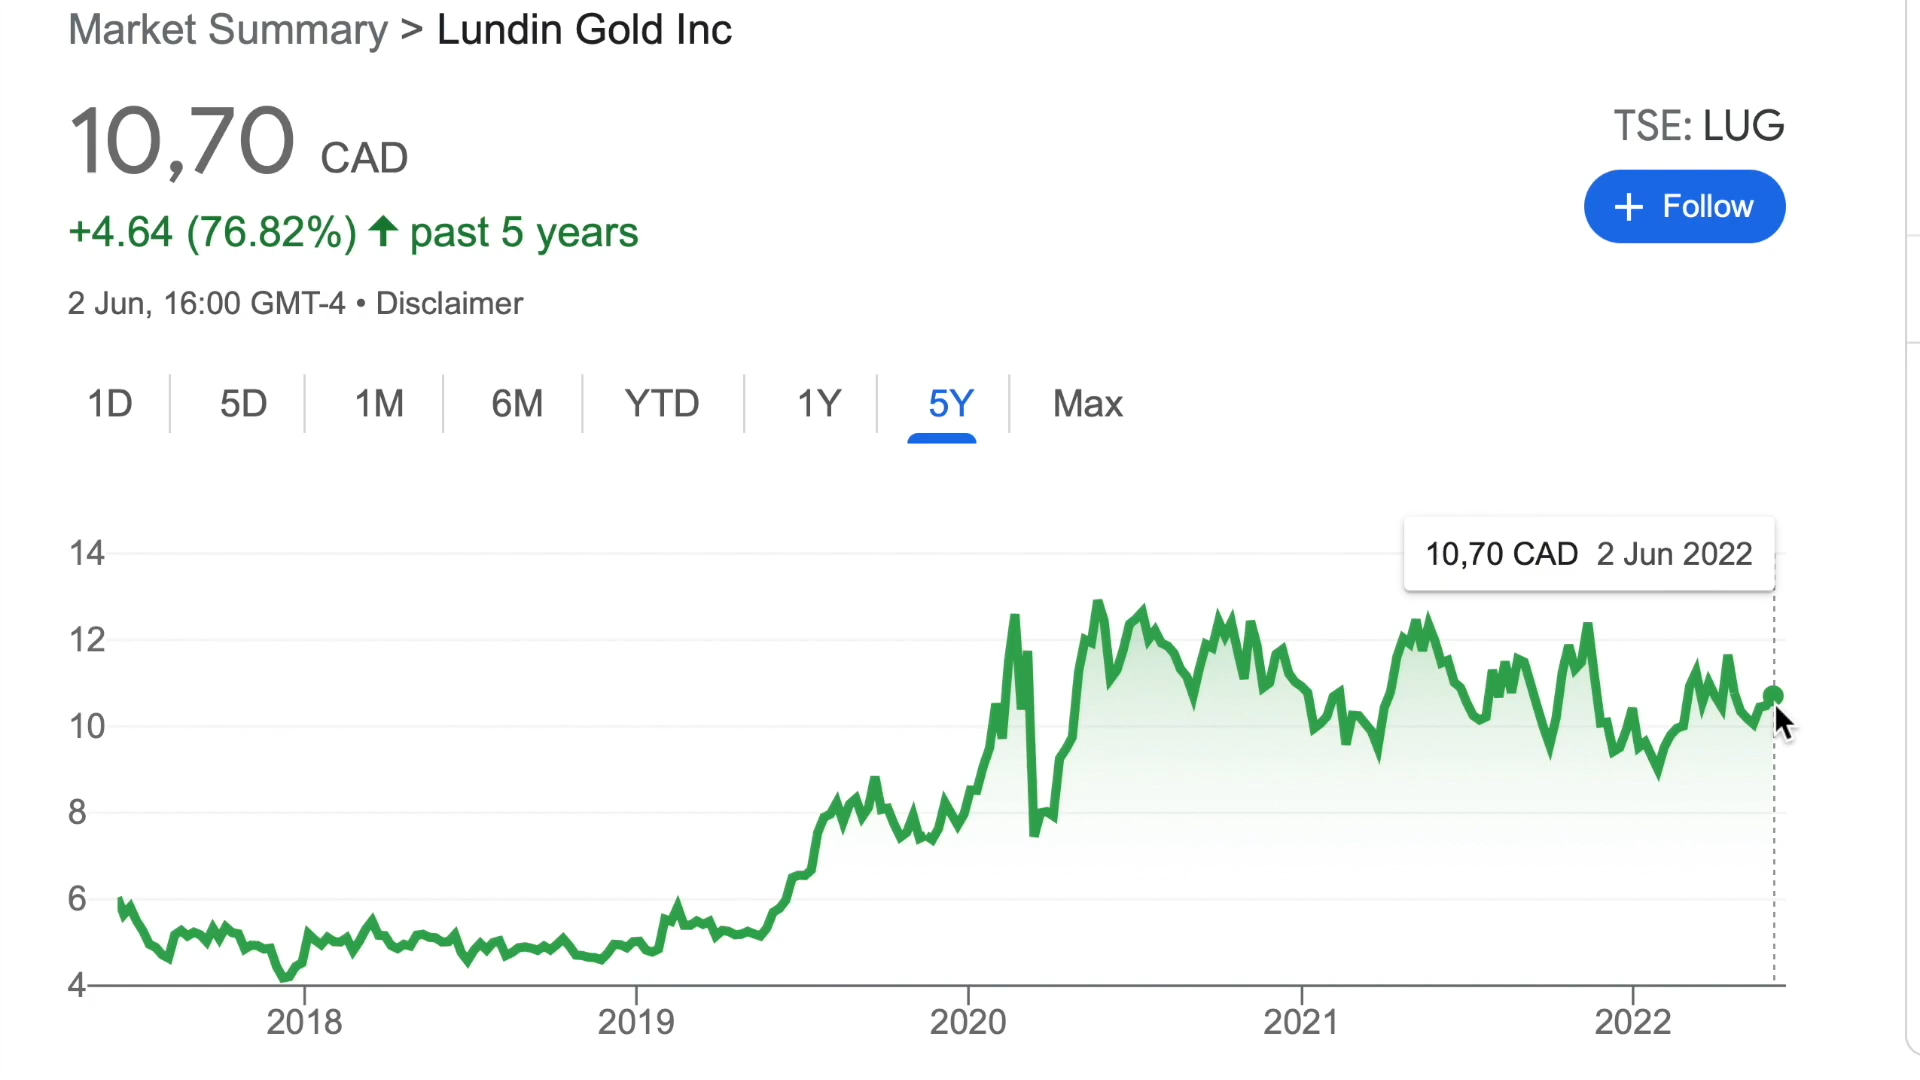 Market Summary > Lundin Gold Inc
10,70 CAD
TSE: LUG
+ Follow
+4.64 (76.82%) ↑ past 5 years
2 Jun, 16:00 GMT-4 • Disclaimer
1D 5D 1M 6M YTD 1Y 5Y Max
10,70 CAD 2 Jun 2022
14
12
10
8
6
4
2018 2019 2020 2021 2022